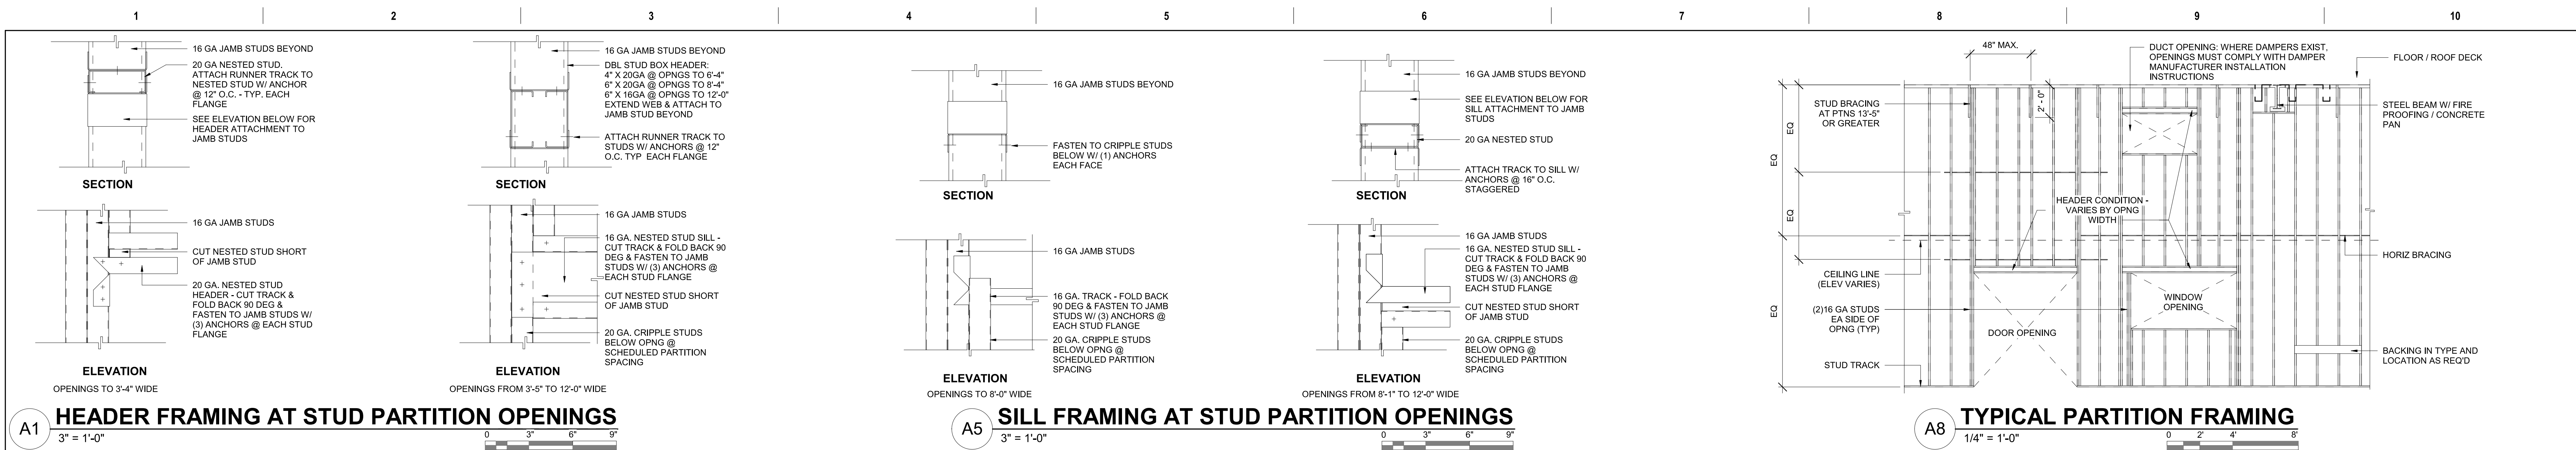 1
2
3
4
5
6
7
8
9
10
16 GA JAMB STUDS BEYOND
20 GA NESTED STUD.
ATTACH RUNNER TRACK TO
NESTED STUD W/ ANCHOR
@ 12" O.C. - TYP. EACH
FLANGE
SEE ELEVATION BELOW FOR
HEADER ATTACHMENT TO
JAMB STUDS
SECTION
16 GA JAMB STUDS
CUT NESTED STUD SHORT
OF JAMB STUD
20 GA. NESTED STUD
HEADER - CUT TRACK &
FOLD BACK 90 DEG &
FASTEN TO JAMB STUDS W/
(3) ANCHORS @ EACH STUD
FLANGE
ELEVATION
OPENINGS TO 3'-4" WIDE
16 GA JAMB STUDS BEYOND
DBL STUD BOX HEADER:
4" X 20GA @ OPNGS TO 6'-4"
6" X 20GA @ OPNGS TO 8'-4"
6" X 16GA @ OPNGS TO 12'-0"
EXTEND WEB & ATTACH TO
JAMB STUD BEYOND
ATTACH RUNNER TRACK TO
STUDS W/ ANCHORS @ 12"
O.C. TYP EACH FLANGE
SECTION
16 GA JAMB STUDS
16 GA. NESTED STUD SILL -
CUT TRACK & FOLD BACK 90
DEG & FASTEN TO JAMB
STUDS W/ (3) ANCHORS @
EACH STUD FLANGE
CUT NESTED STUD SHORT
OF JAMB STUD
20 GA. CRIPPLE STUDS
BELOW OPNG @
SCHEDULED PARTITION
SPACING
ELEVATION
OPENINGS FROM 3'-5" TO 12'-0" WIDE
A1
HEADER FRAMING AT STUD PARTITION OPENINGS
3" = 1'-0"
0 3" 6" 9"
16 GA JAMB STUDS BEYOND
FASTEN TO CRIPPLE STUDS
BELOW W/ (1) ANCHORS
EACH FACE
SECTION
16 GA JAMB STUDS
16 GA. TRACK - FOLD BACK
90 DEG & FASTEN TO JAMB
STUDS W/ (3) ANCHORS @
EACH STUD FLANGE
20 GA. CRIPPLE STUDS
BELOW OPNG @
SCHEDULED PARTITION
SPACING
ELEVATION
OPENINGS TO 8'-0" WIDE
16 GA JAMB STUDS BEYOND
SEE ELEVATION BELOW FOR
SILL ATTACHMENT TO JAMB
STUDS
20 GA NESTED STUD
ATTACH TRACK TO SILL W/
ANCHORS @ 16" O.C.
STAGGERED
SECTION
16 GA JAMB STUDS
16 GA. NESTED STUD SILL -
CUT TRACK & FOLD BACK 90
DEG & FASTEN TO JAMB
STUDS W/ (3) ANCHORS @
EACH STUD FLANGE
CUT NESTED STUD SHORT
OF JAMB STUD
20 GA. CRIPPLE STUDS
BELOW OPNG @
SCHEDULED PARTITION
SPACING
ELEVATION
OPENINGS FROM 8'-1" TO 12'-0" WIDE
A5
SILL FRAMING AT STUD PARTITION OPENINGS
3" = 1'-0"
0 3" 6" 9"
48" MAX.
DUCT OPENING: WHERE DAMPERS EXIST,
OPENINGS MUST COMPLY WITH DAMPER
MANUFACTURER INSTALLATION
INSTRUCTIONS
FLOOR / ROOF DECK
STUD BRACING
AT PTNS 13'-5"
OR GREATER
2' - 0"
STEEL BEAM W/ FIRE
PROOFING / CONCRETE
PAN
EQ
EQ
EQ
EQ
HEADER CONDITION -
VARIES BY OPNG
WIDTH
HORIZ BRACING
CEILING LINE
(ELEV VARIES)
WINDOW
OPENING
(2)16 GA STUDS
EA SIDE OF
OPNG (TYP)
DOOR OPENING
BACKING IN TYPE AND
LOCATION AS REQ'D
STUD TRACK
A8
TYPICAL PARTITION FRAMING
1/4" = 1'-0"
0 2' 4' 8'